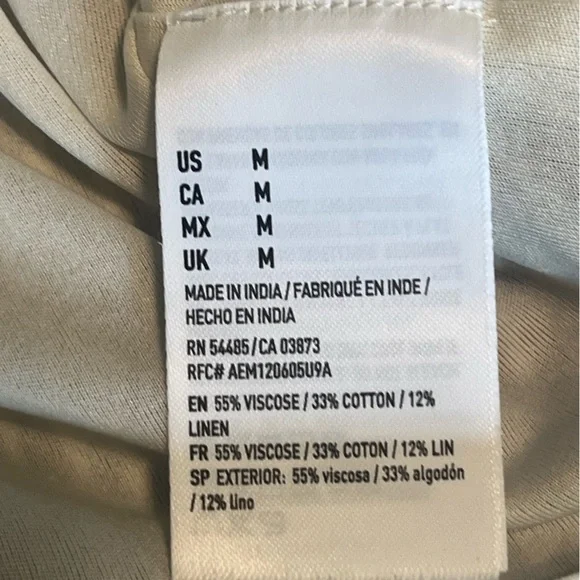 US M
CA M
MX M
UK M
MADE IN INDIA / FABRIQUÉ EN INDE /
HECHO EN INDIA
RN 54485 / CA 03873
RFC# AEM120605U9A
EN 55% VISCOSE / 33% COTTON / 12%
LINEN
FR 55% VISCOSE / 33% COTON / 12% LIN
SP EXTERIOR: 55% viscosa / 33% algodón
/ 12% lino